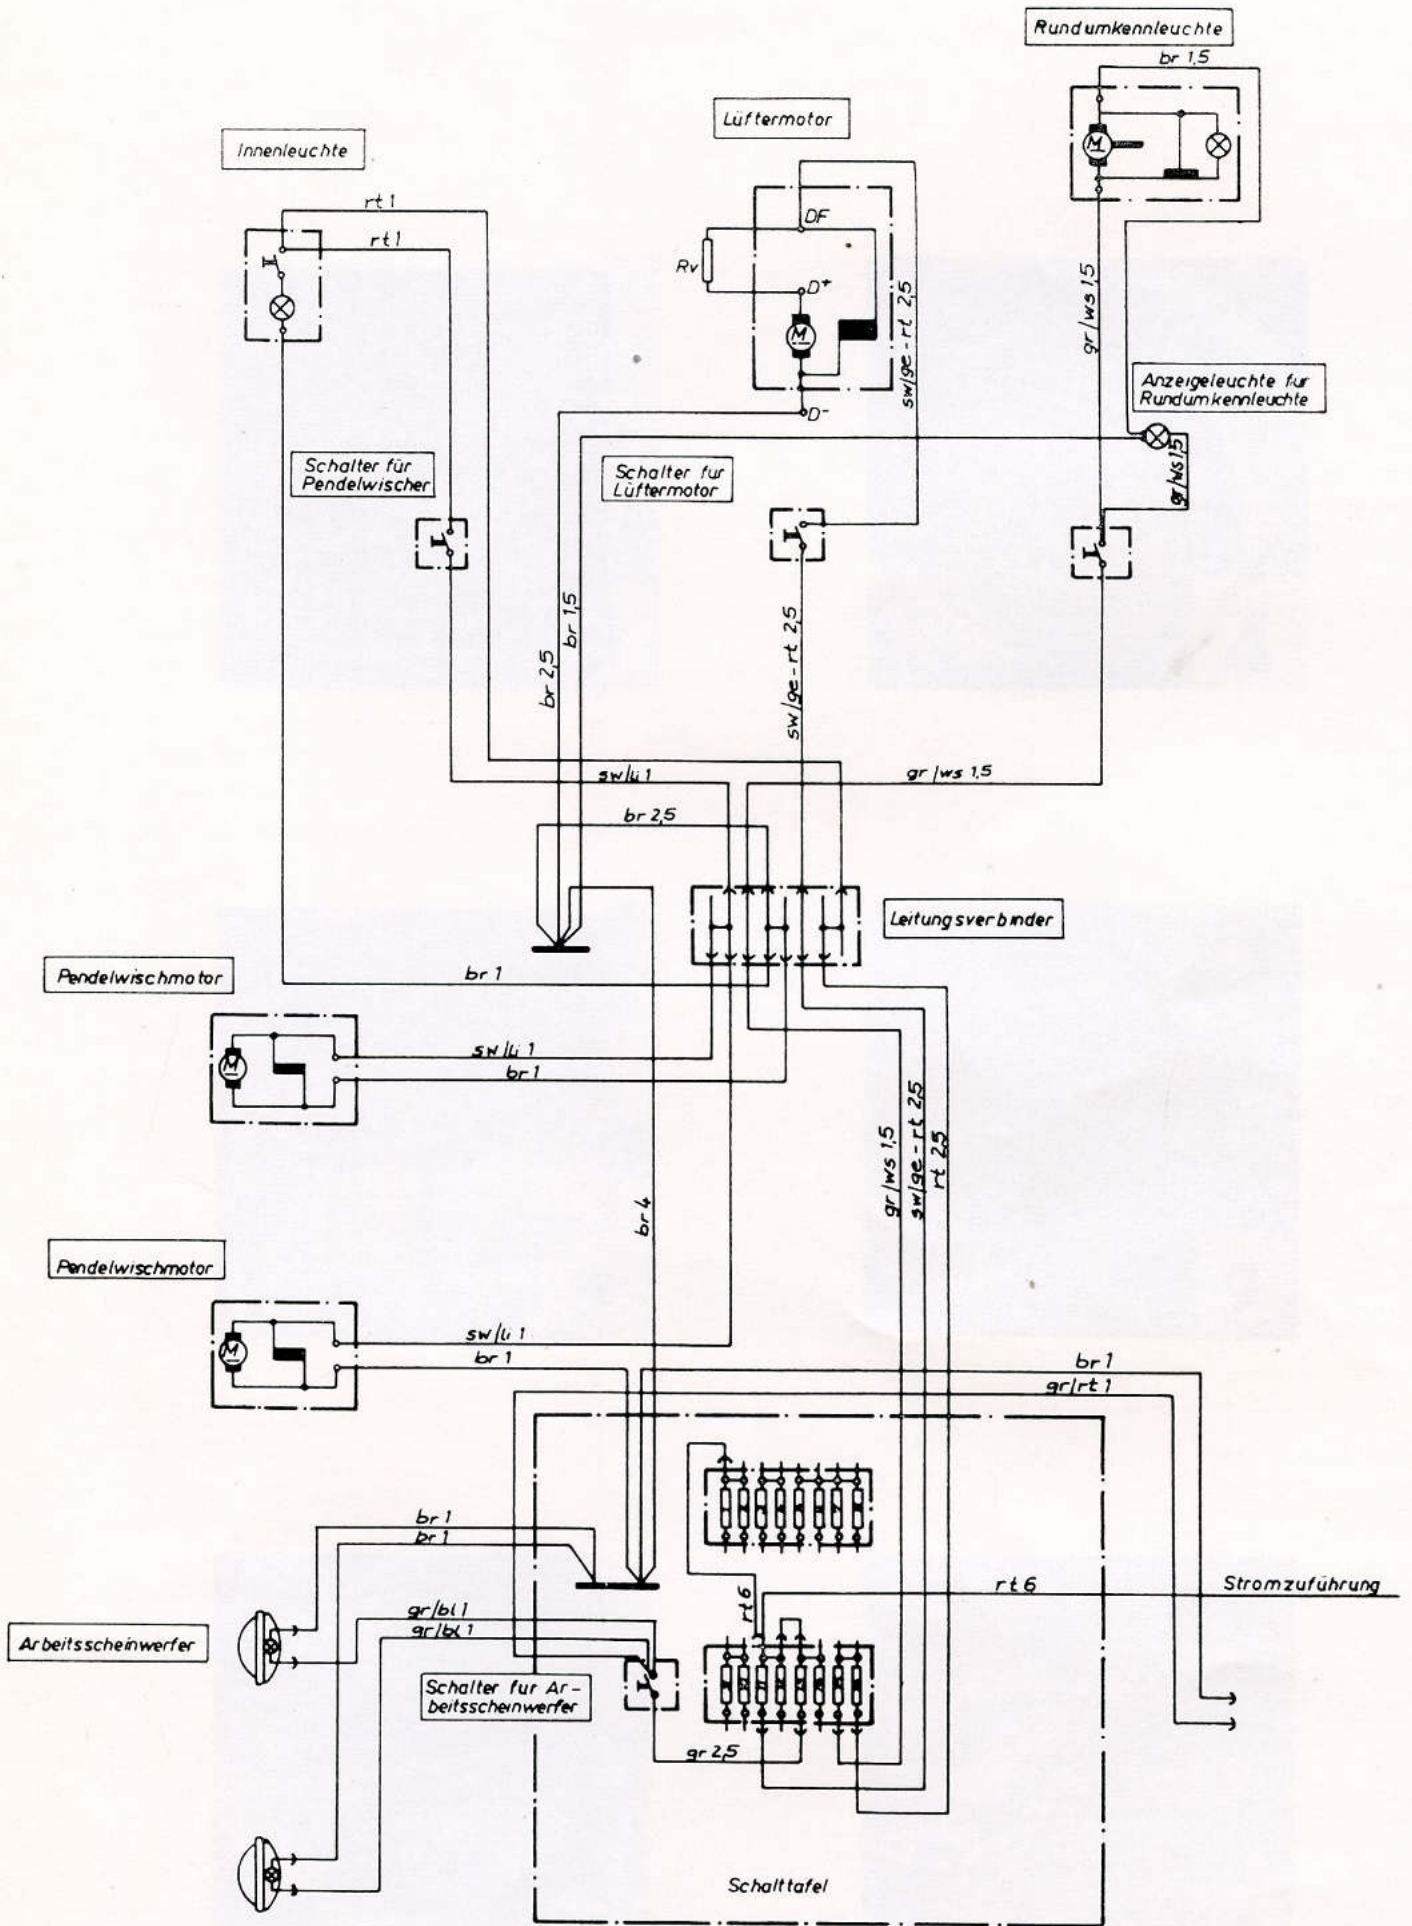 Rundumkennleuchte
br 1,5
Lüftermotor
Innenleuchte
M
rt 1
rt 1
DF
Rv
D+
M
sw/ge-rt 2,5
gr/ws 1,5
Anzeigeleuchte fur
Rundumkennleuchte
D-
gr/ws 1,5
Schalter für
Pendelwischer
Schalter fur
Lüftermotor
br 1,5
br 2,5
sw/ge-rt 2,5
sw/li 1
gr/ws 1,5
br 2,5
Leitungsverbinder
Pendelwischmotor
br 1
M
sw/li 1
br 1
gr/ws 1,5
sw/ge-rt 2,5
rt 2,5
br 4
Pendelwischmotor
M
sw/li 1
br 1
br 1
gr/rt 1
br 1
br 1
rt 6
rt 6
Stromzuführung
gr/bl 1
gr/bl 1
Arbeitsscheinwerfer
Schalter fur Ar-
beitsscheinwerfer
gr 2,5
Schalttafel